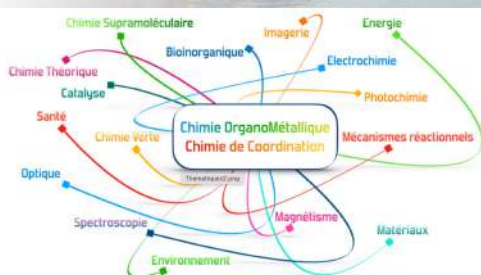 Chimie Supramoléculaire
Imagerie
Energie
Bioinorganique
Chimie Théorique
Electrochimie
Catalyse
Photochimie
Santé
Chimie OrganoMétallique
Chimie de Coordination
Chimie Verte
Mécanismes réactionnels
Optique
Spectroscopie
Magnétisme
Matériaux
Environnement